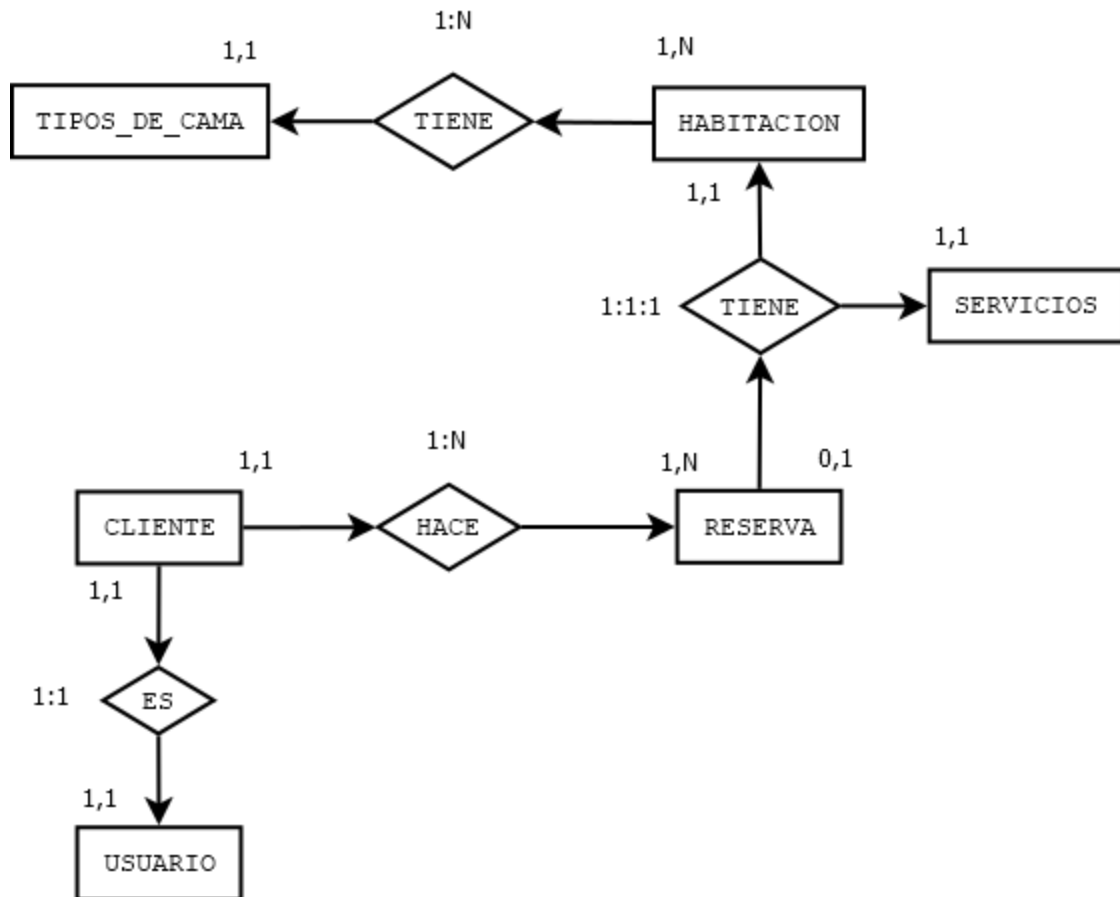 1:N
1,1
1,N
TIPOS_DE_CAMA
TIENE
HABITACION
1,1
1,1
1:1:1
TIENE
SERVICIOS
1:N
1,1
1,N
0,1
CLIENTE
HACE
RESERVA
1,1
1:1
ES
1,1
USUARIO